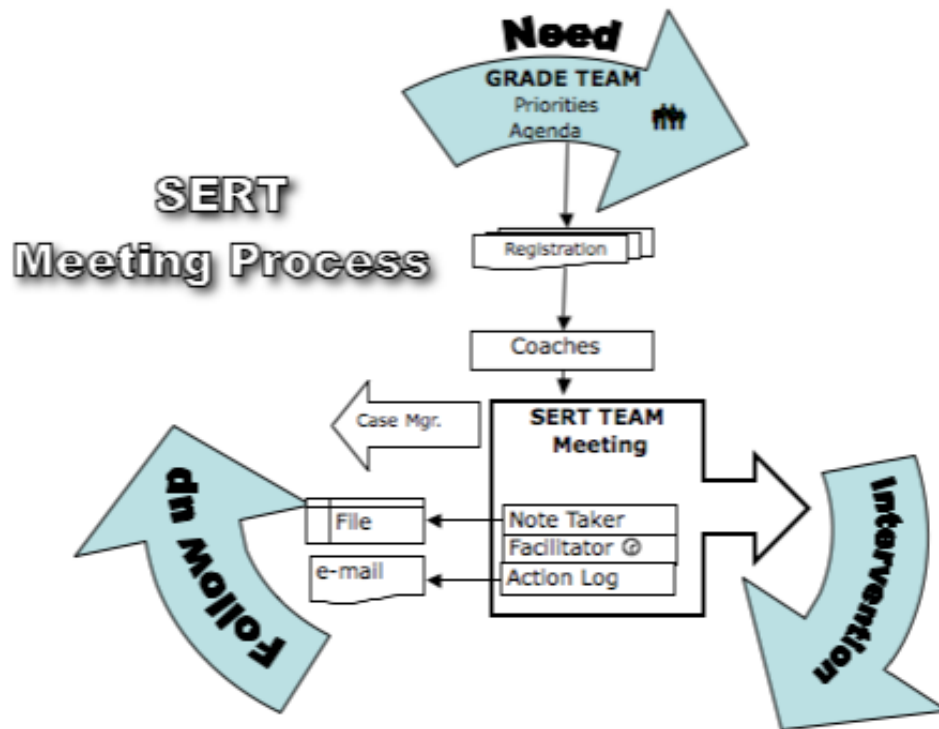 Need
GRADE TEAM
Priorities
Agenda
SERT
Meeting Process
Registration
Coaches
Case Mgr.
SERT TEAM
Meeting
Note Taker
Facilitator
Action Log
File
e-mail
Intervention
Follow up